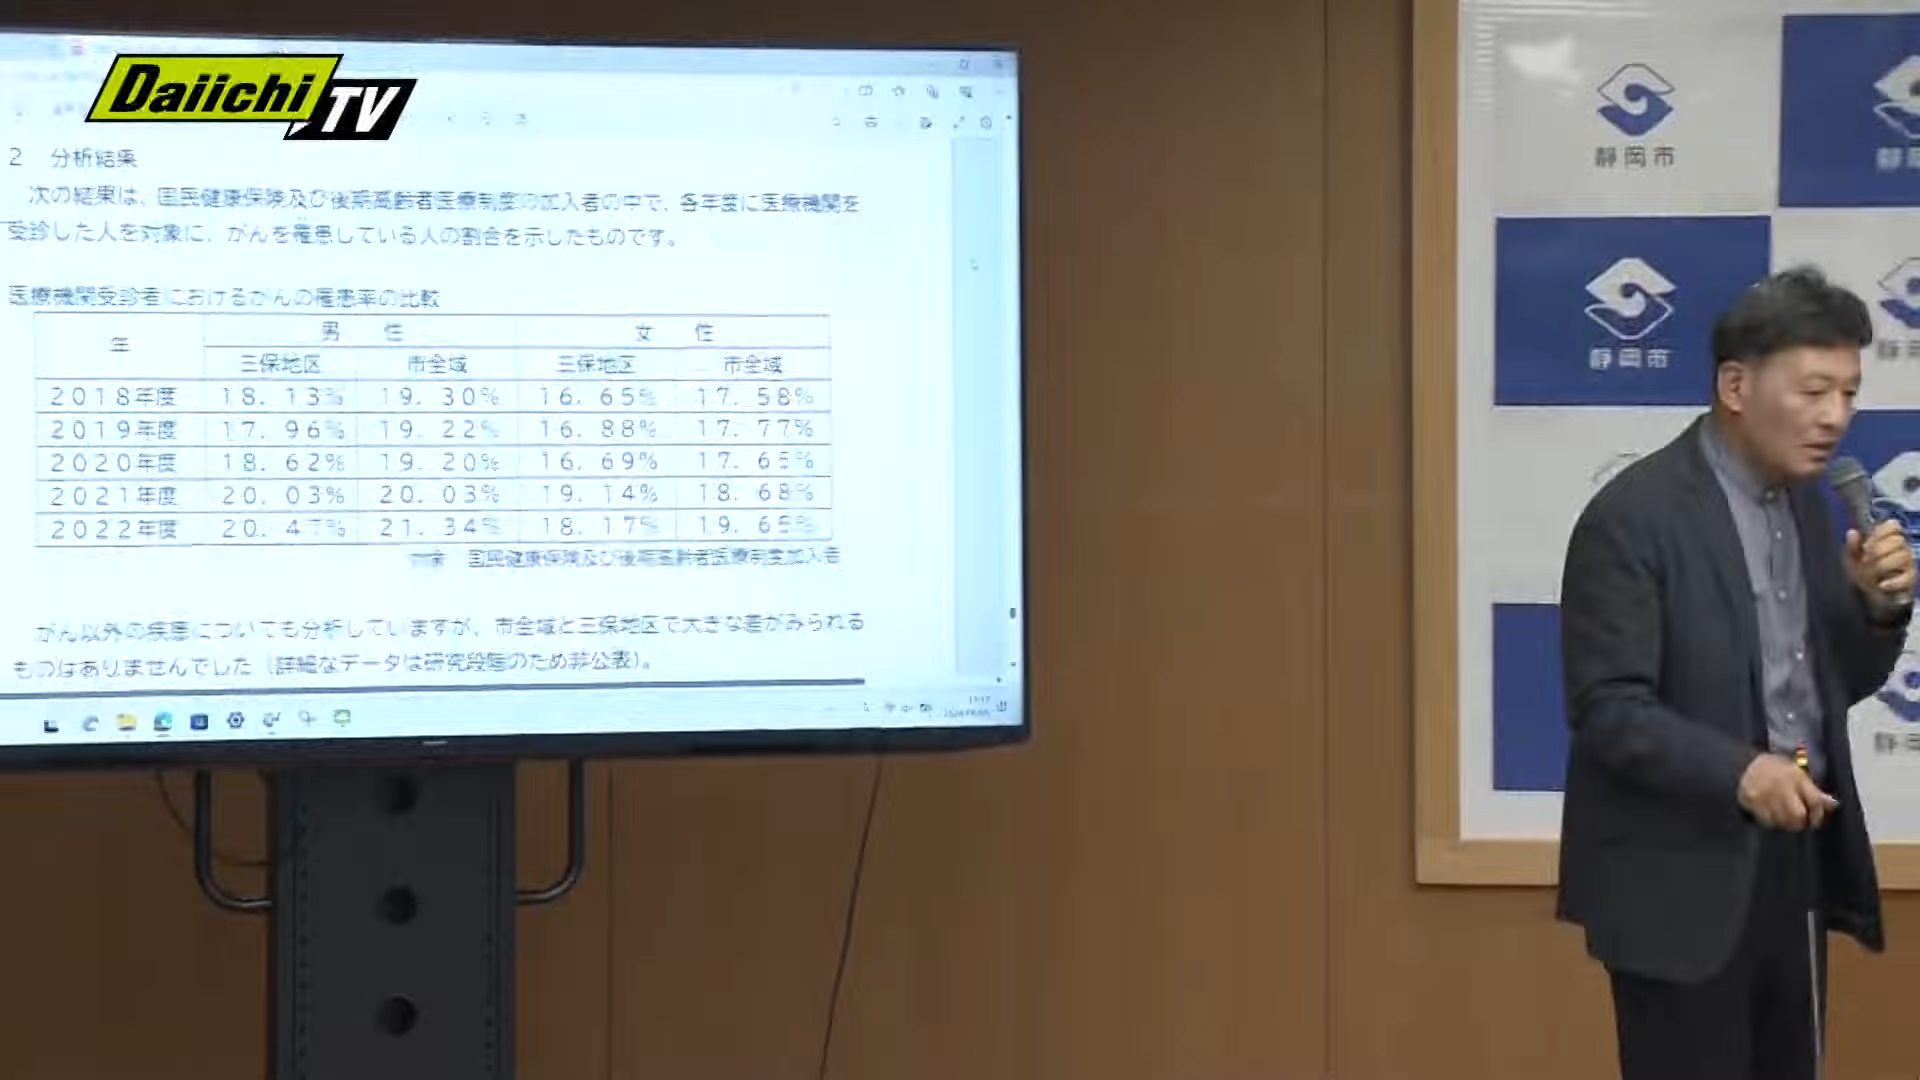 Daiichi TV
2 分析結果
次の結果は、国民健康保険及び後期高齢者医療制度の加入者の中で、各年度に医療機関を
受診した人を対象に、がんを罹患している人の割合を示したものです。
医療機関受診者におけるがんの罹患率の比較
年 男 性 女 性
三保地区 市全域 三保地区 市全域
2018年度 18.13% 19.30% 16.65% 17.58%
2019年度 17.96% 19.22% 16.88% 17.77%
2020年度 18.62% 19.20% 16.69% 17.65%
2021年度 20.03% 20.03% 19.14% 18.68%
2022年度 20.47% 21.34% 18.17%
国民健康保険及び後期高齢者医療制度加入者
がん以外の疾患についても分析していますが、市全域と三保地区で大きな差がみられる
ものはありませんでした（詳細なデータは研究段階のため非公表）。
静岡市
静岡市